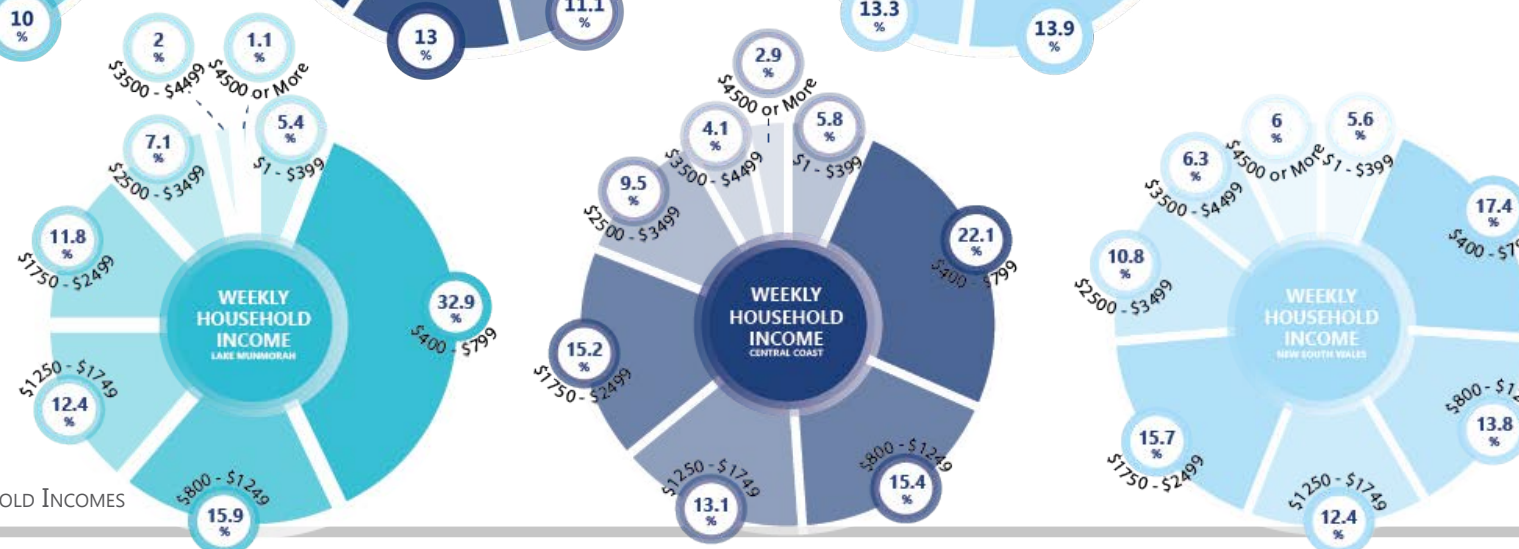 10
%
13
%
11.1
%
13.3
%
13.9
%
2
%
$3500 - $4499
1.1
%
$4500 or More
5.4
%
$1 - $399
7.1
%
$2500 - $3499
11.8
%
$1750 - $2499
32.9
%
$400 - $799
$1250 - $1749
12.4
%
$800 - $1249
15.9
%
WEEKLY
HOUSEHOLD
INCOME
LAKE MUNMORAH
OLD INCOMES
2.9
%
$4500 or More
4.1
%
$3500 - $4499
5.8
%
$1 - $399
9.5
%
$2500 - $3499
22.1
%
$400 - $799
15.2
%
$1750 - $2499
$1250 - $1749
13.1
%
$800 - $1249
15.4
%
WEEKLY
HOUSEHOLD
INCOME
CENTRAL COAST
6
%
$4500 or More
5.6
%
$1 - $399
6.3
%
$3500 - $4499
17.4
%
$400 - $79
10.8
%
$2500 - $3499
15.7
%
$1750 - $2499
$800 - $12
13.8
%
$1250 - $1749
12.4
%
WEEKLY
HOUSEHOLD
INCOME
NEW SOUTH WALES